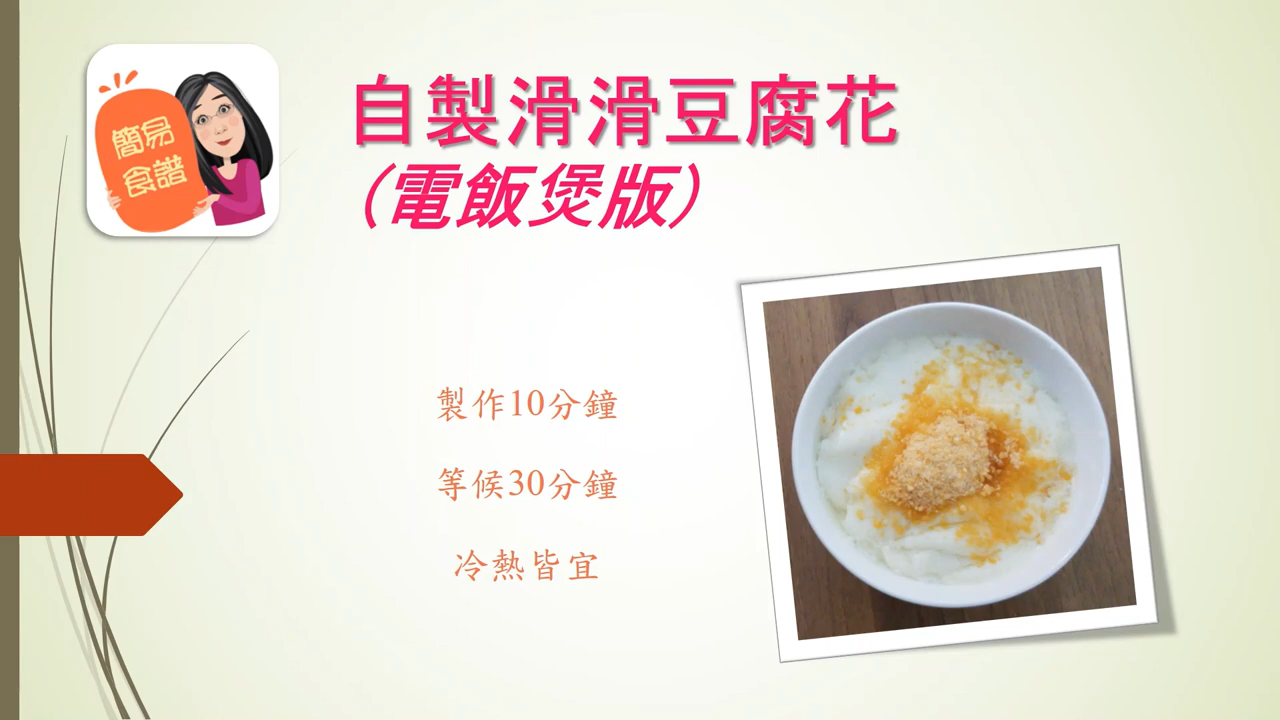 簡易
食譜
自製滑滑豆腐花
(電飯煲版)
製作10分鐘
等候30分鐘
冷熱皆宜